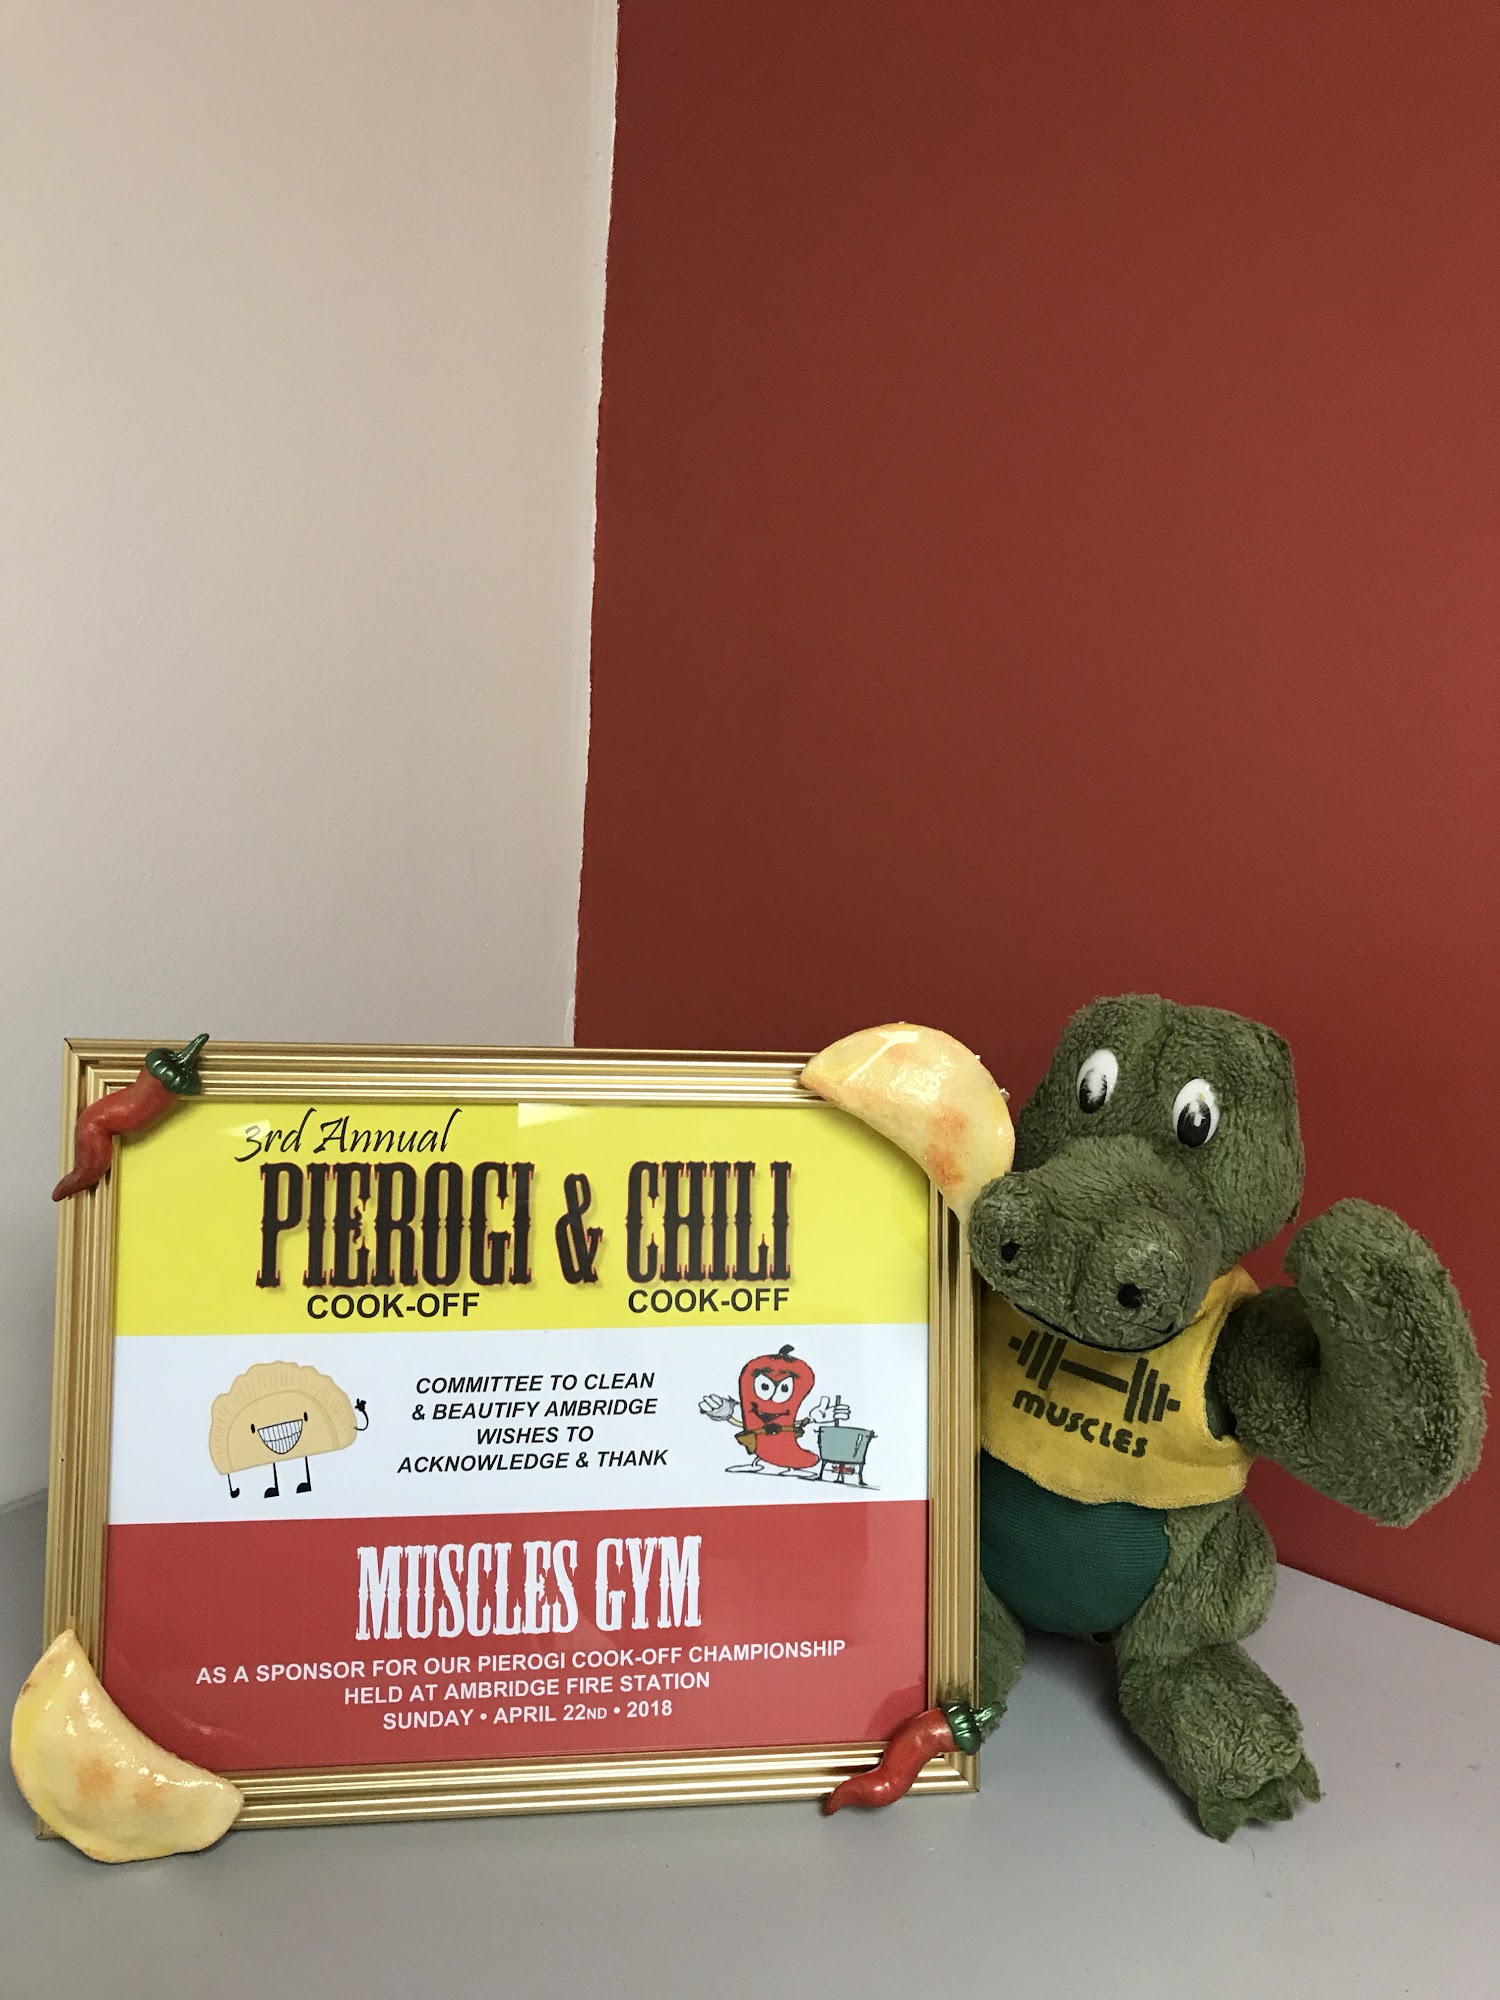 3rd Annual
PIEROGI & CHILI
COOK-OFF COOK-OFF
COMMITTEE TO CLEAN
& BEAUTIFY AMBRIDGE
WISHES TO
ACKNOWLEDGE & THANK
MUSCLES GYM
AS A SPONSOR FOR OUR PIEROGI COOK-OFF CHAMPIONSHIP
HELD AT AMBRIDGE FIRE STATION
SUNDAY • APRIL 22ND • 2018
MUSCLES